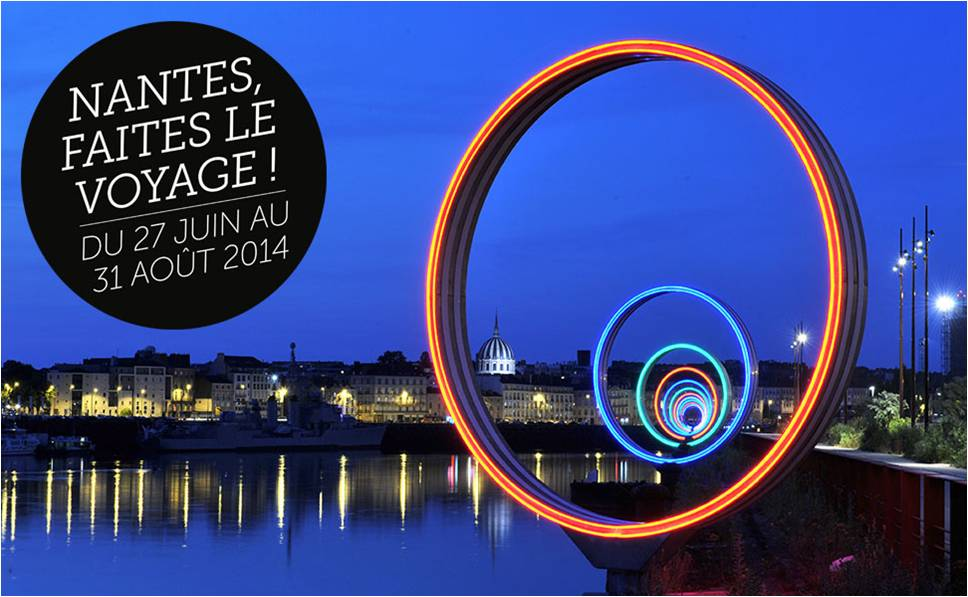 NANTES,
FAITES LE
VOYAGE !
DU 27 JUIN AU
31 AOÛT 2014